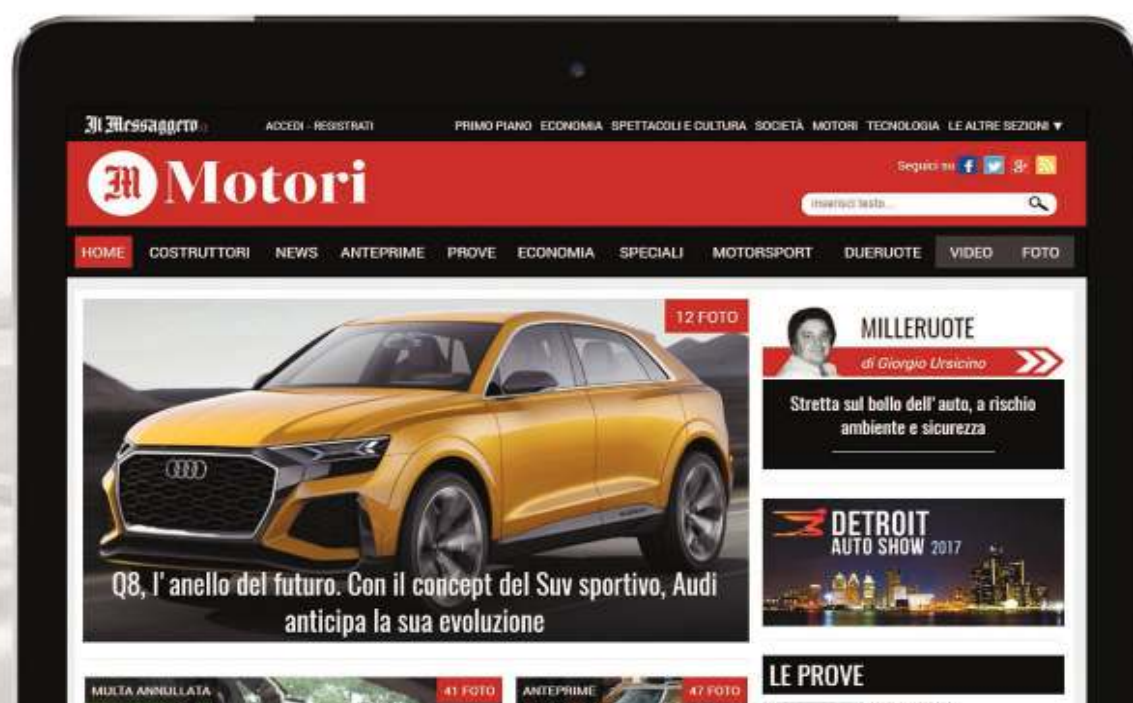 Il Messaggero
ACCEDI - REGISTRATI
PRIMO PIANO ECONOMIA SPETTACOLI E CULTURA SOCIETÀ MOTORI TECNOLOGIA LE ALTRE SEZIONI ▼
M Motori
Seguici su f g+
inserisci testo...
HOME COSTRUTTORI NEWS ANTEPRIME PROVE ECONOMIA SPECIALI MOTORSPORT DUERUOTE VIDEO FOTO
12 FOTO
Q8, l'anello del futuro. Con il concept del Suv sportivo, Audi
anticipa la sua evoluzione
MILLERUOTE
di Giorgio Ursicino
Stretta sul bollo dell'auto, a rischio
ambiente e sicurezza
DETROIT
AUTO SHOW 2017
MULTA ANNULLATA
41 FOTO
ANTEPRIME
47 FOTO
LE PROVE